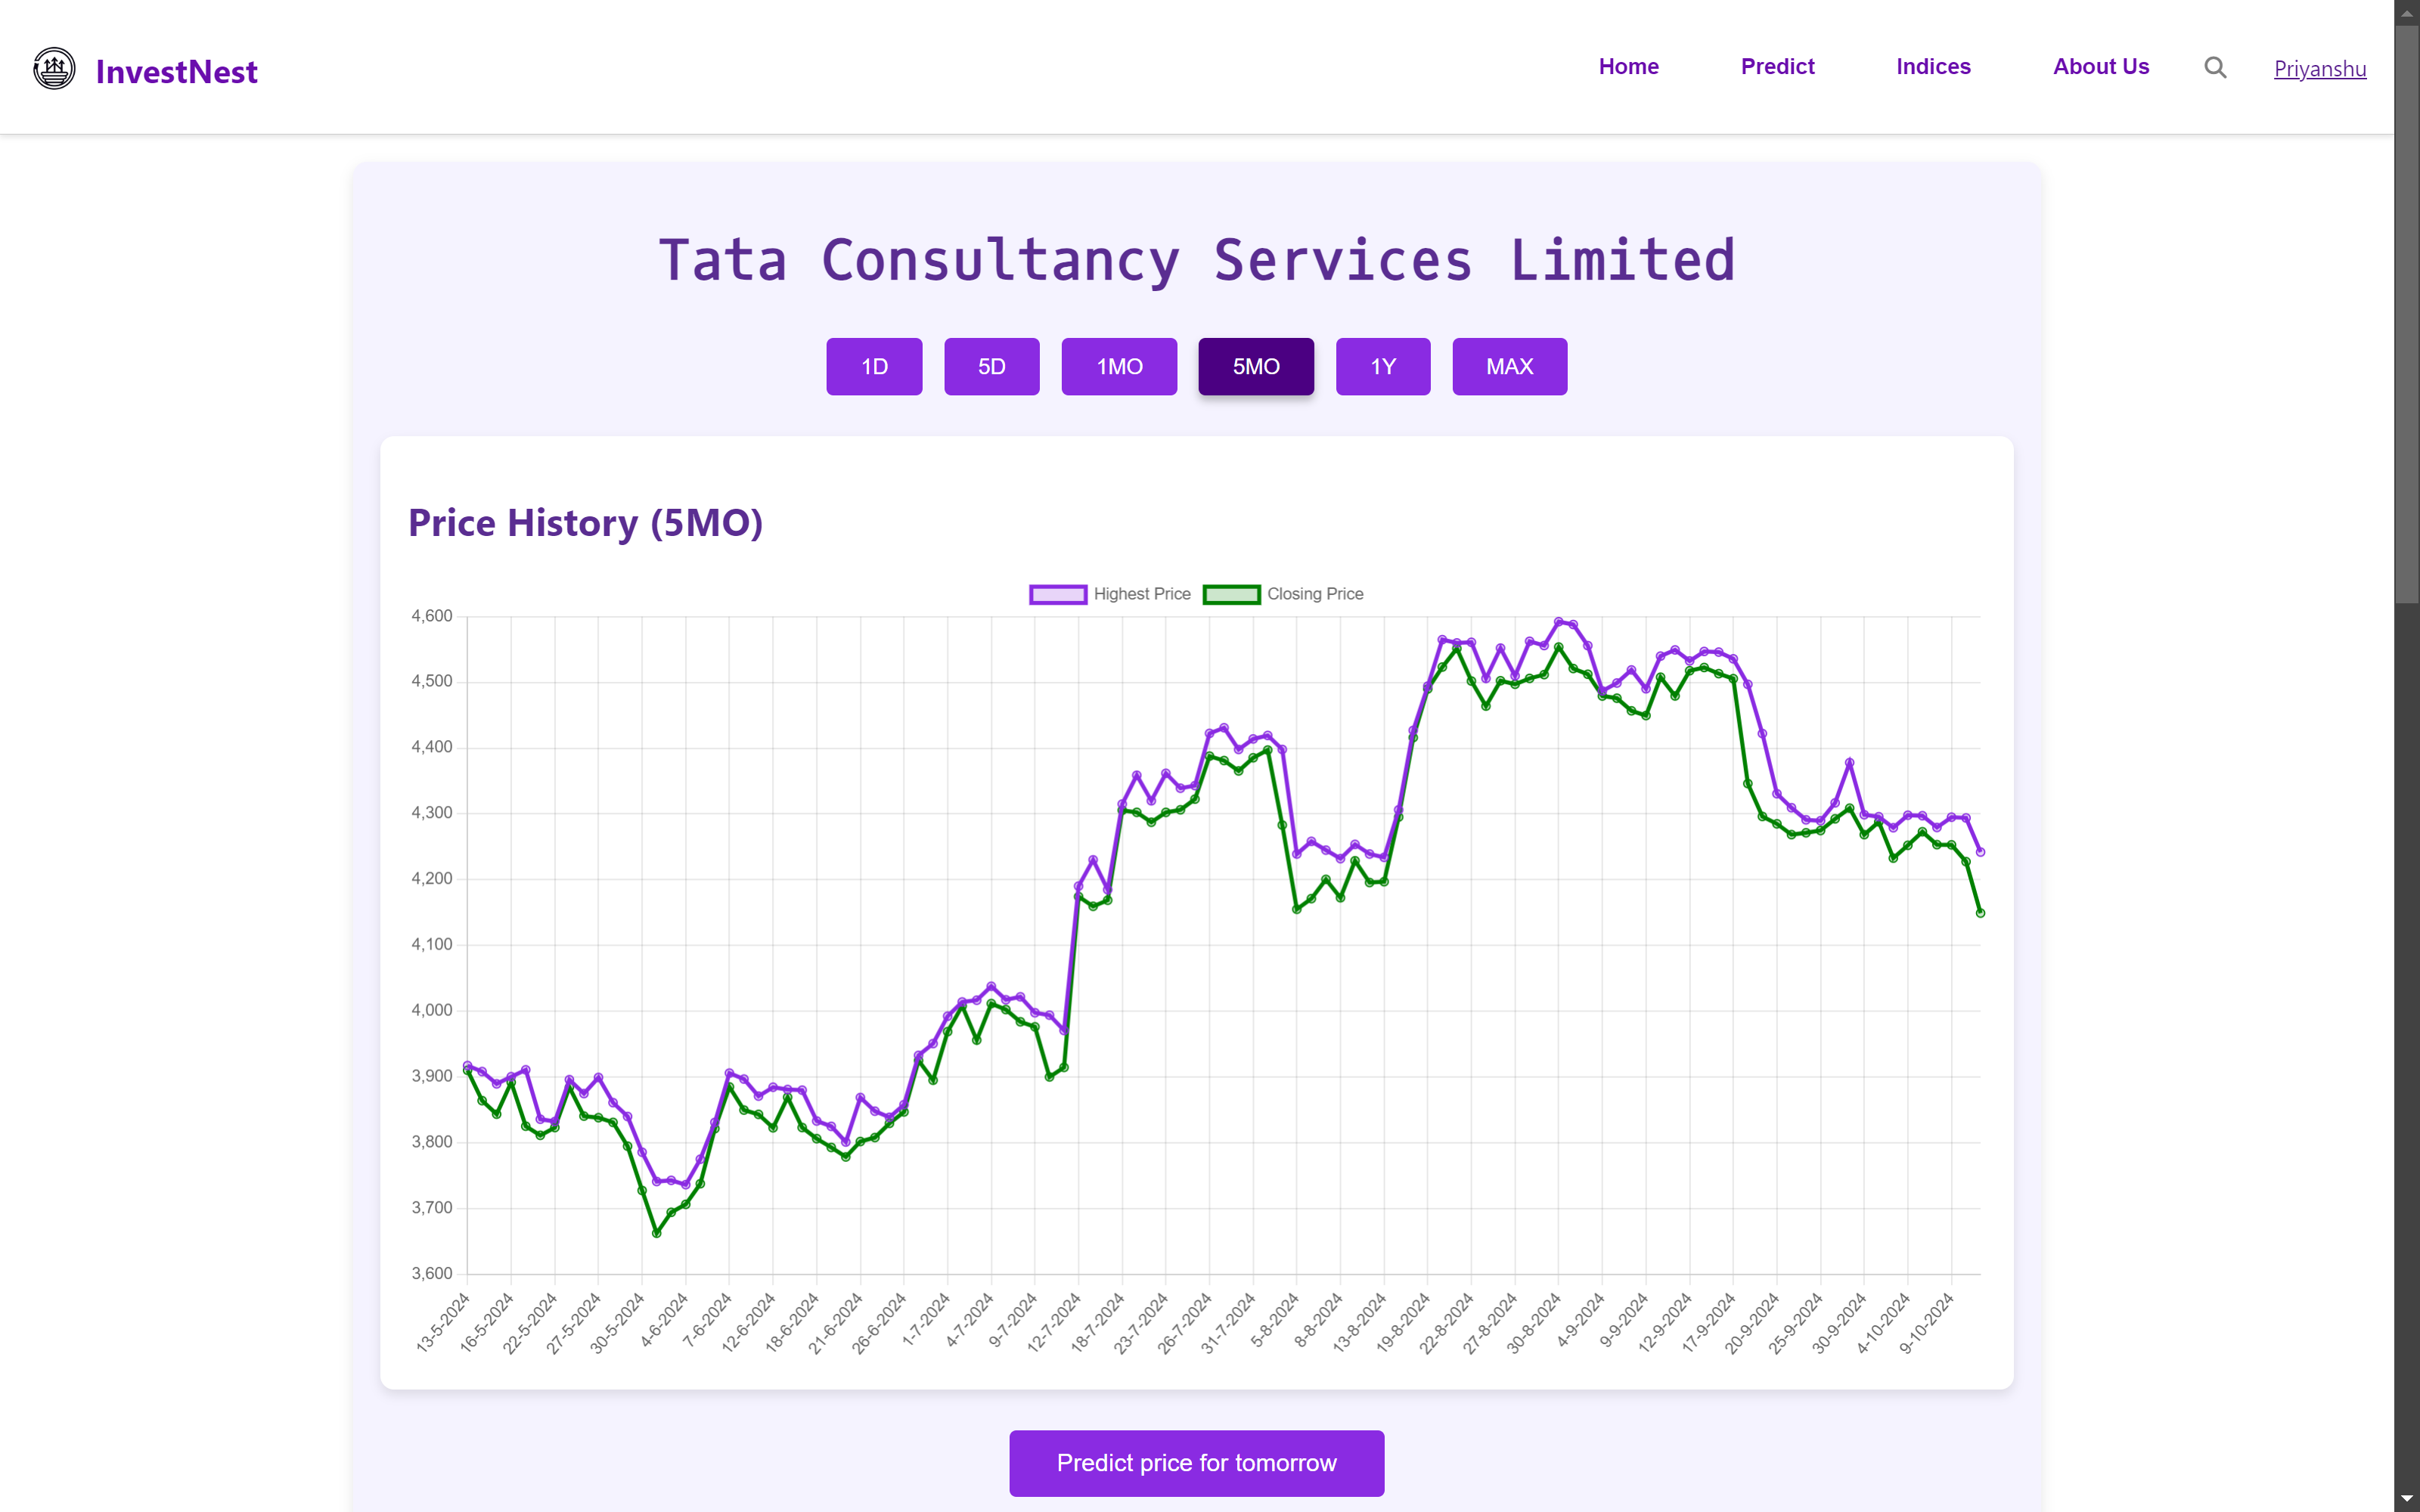 InvestNest
Home Predict Indices About Us Priyanshu
Tata Consultancy Services Limited
1D 5D 1MO 5MO 1Y MAX
Price History (5MO)
Highest Price Closing Price
4,600
4,500
4,400
4,300
4,200
4,100
4,000
3,900
3,800
3,700
3,600
13-5-2024 16-5-2024 22-5-2024 27-5-2024 30-5-2024 4-6-2024 7-6-2024 12-6-2024 18-6-2024 21-6-2024 26-6-2024 1-7-2024 4-7-2024 9-7-2024 12-7-2024 18-7-2024 23-7-2024 26-7-2024 31-7-2024 5-8-2024 8-8-2024 13-8-2024 19-8-2024 22-8-2024 27-8-2024 30-8-2024 4-9-2024 9-9-2024 12-9-2024 17-9-2024 20-9-2024 25-9-2024 30-9-2024 4-10-2024 9-10-2024
Predict price for tomorrow